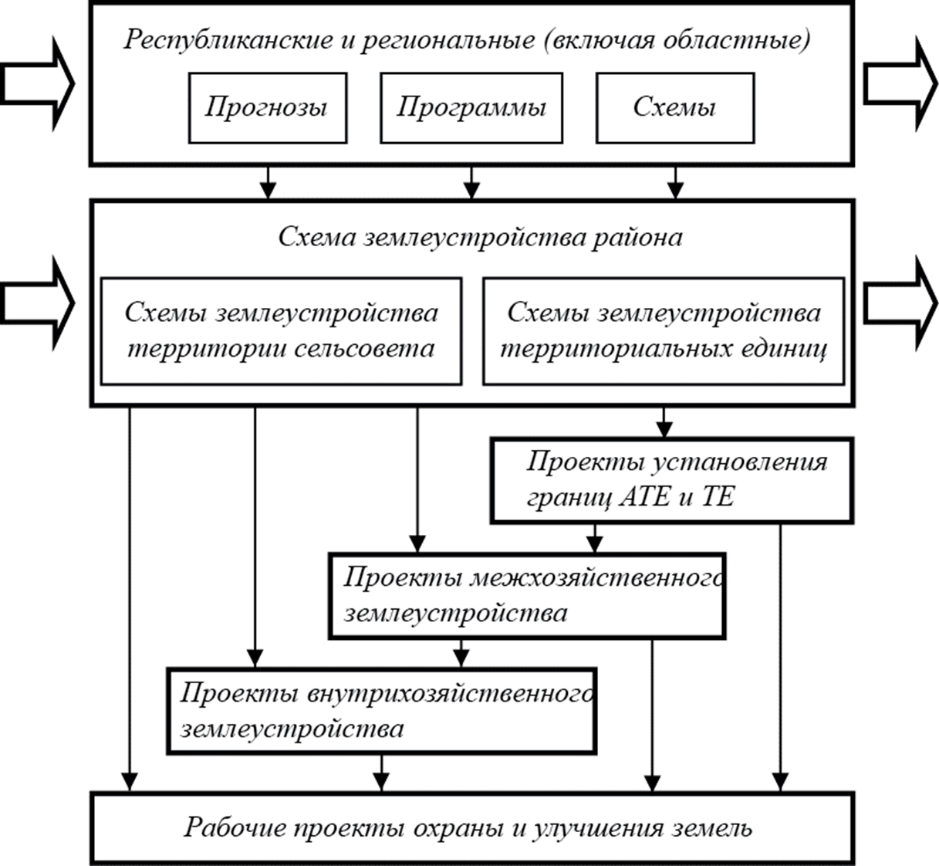 Республиканские и региональные (включая областные)
Прогнозы
Программы
Схемы
Схема землеустройства района
Схемы землеустройства
территории сельсовета
Схемы землеустройства
территориальных единиц
Проекты установления
границ АТЕ и ТЕ
Проекты межхозяйственного
землеустройства
Проекты внутрихозяйственного
землеустройства
Рабочие проекты охраны и улучшения земель